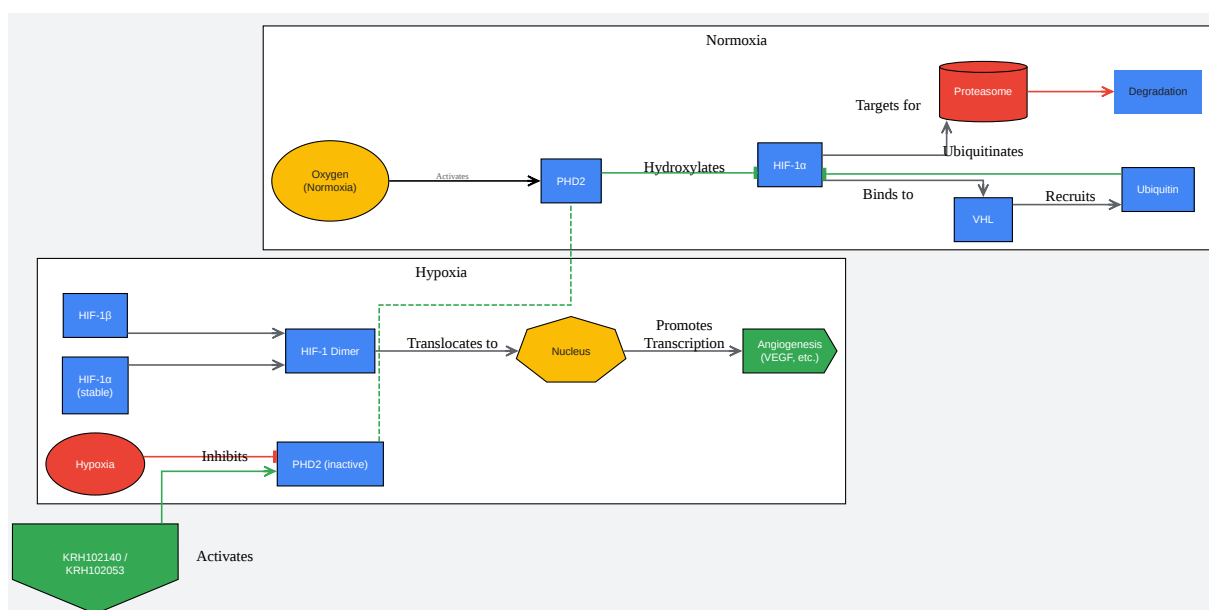 Normoxia
Targets for
Proteasome
Degradation
Ubiquitinates
Oxygen
(Normoxia)
Activates
PHD2
Hydroxylates
HIF-1α
Binds to
VHL
Recruits
Ubiquitin
Hypoxia
HIF-1β
HIF-1α
(stable)
HIF-1 Dimer
Translocates to
Nucleus
Promotes
Transcription
Angiogenesis
(VEGF, etc.)
Hypoxia
Inhibits
PHD2 (inactive)
KRH102140 /
KRH102053
Activates